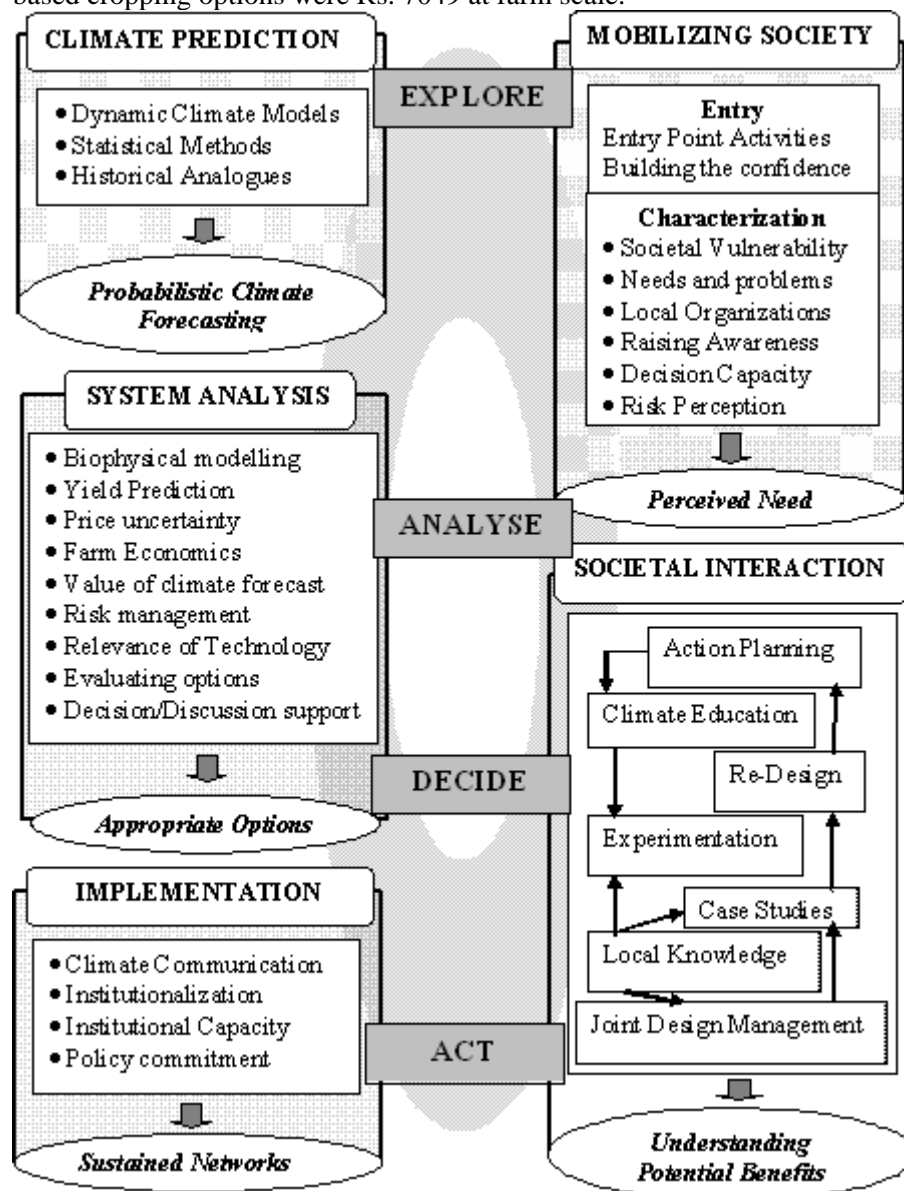 based cropping options were Rs. 7049 at farm scale.
CLIMATE PREDICTION
• Dynamic Climate Models
• Statistical Methods
• Historical Analogues
Probabilistic Climate
Forecasting
EXPLORE
MOBILIZING SOCIETY
Entry
Entry Point Activities
Building the confidence
Characterization
• Societal Vulnerability
• Needs and problems
• Local Organizations
• Raising Awareness
• Decision Capacity
• Risk Perception
Perceived Need
SYSTEM ANALYSIS
• Biophysical modelling
• Yield Prediction
• Price uncertainty
• Farm Economics
• Value of climate forecast
• Risk management
• Relevance of Technology
• Evaluating options
• Decision/Discussion support
Appropriate Options
ANALYSE
DECIDE
SOCIETAL INTERACTION
Action Planning
Climate Education
Re-Design
Experimentation
Case Studies
Local Knowledge
Joint Design Management
Understanding
Potential Benefits
IMPLEMENTATION
• Climate Communication
• Institutionalization
• Institutional Capacity
• Policy commitment
Sustained Networks
ACT